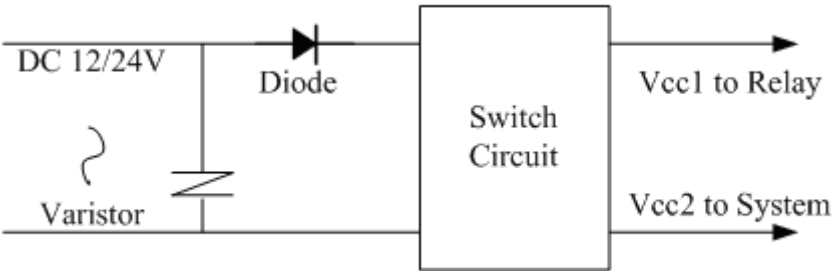 DC 12/24V
Diode
Varistor
Switch
Circuit
Vcc1 to Relay
Vcc2 to System